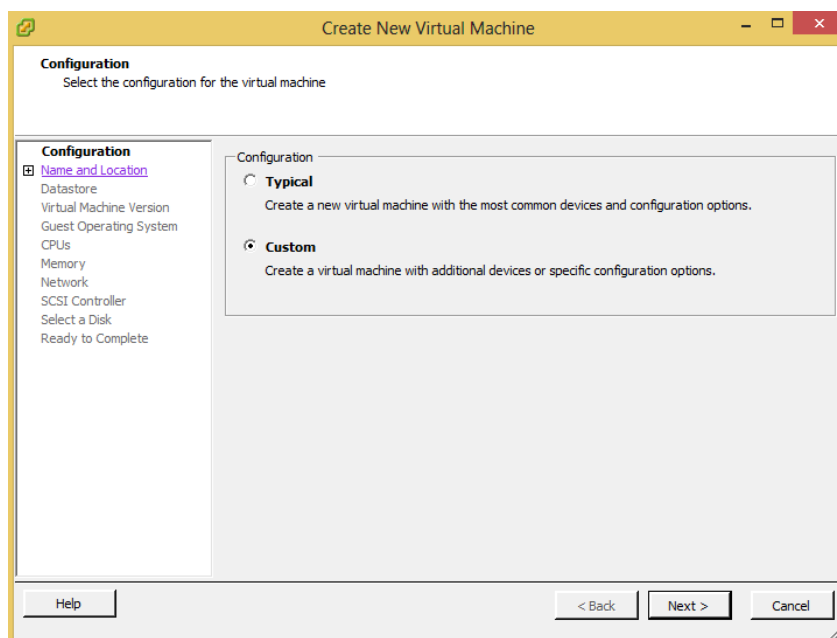 Create New Virtual Machine
Configuration
Select the configuration for the virtual machine
Configuration
Name and Location
Datastore
Virtual Machine Version
Guest Operating System
CPUs
Memory
Network
SCSI Controller
Select a Disk
Ready to Complete
Configuration
Typical
Create a new virtual machine with the most common devices and configuration options.
Custom
Create a virtual machine with additional devices or specific configuration options.
Help
< Back
Next >
Cancel